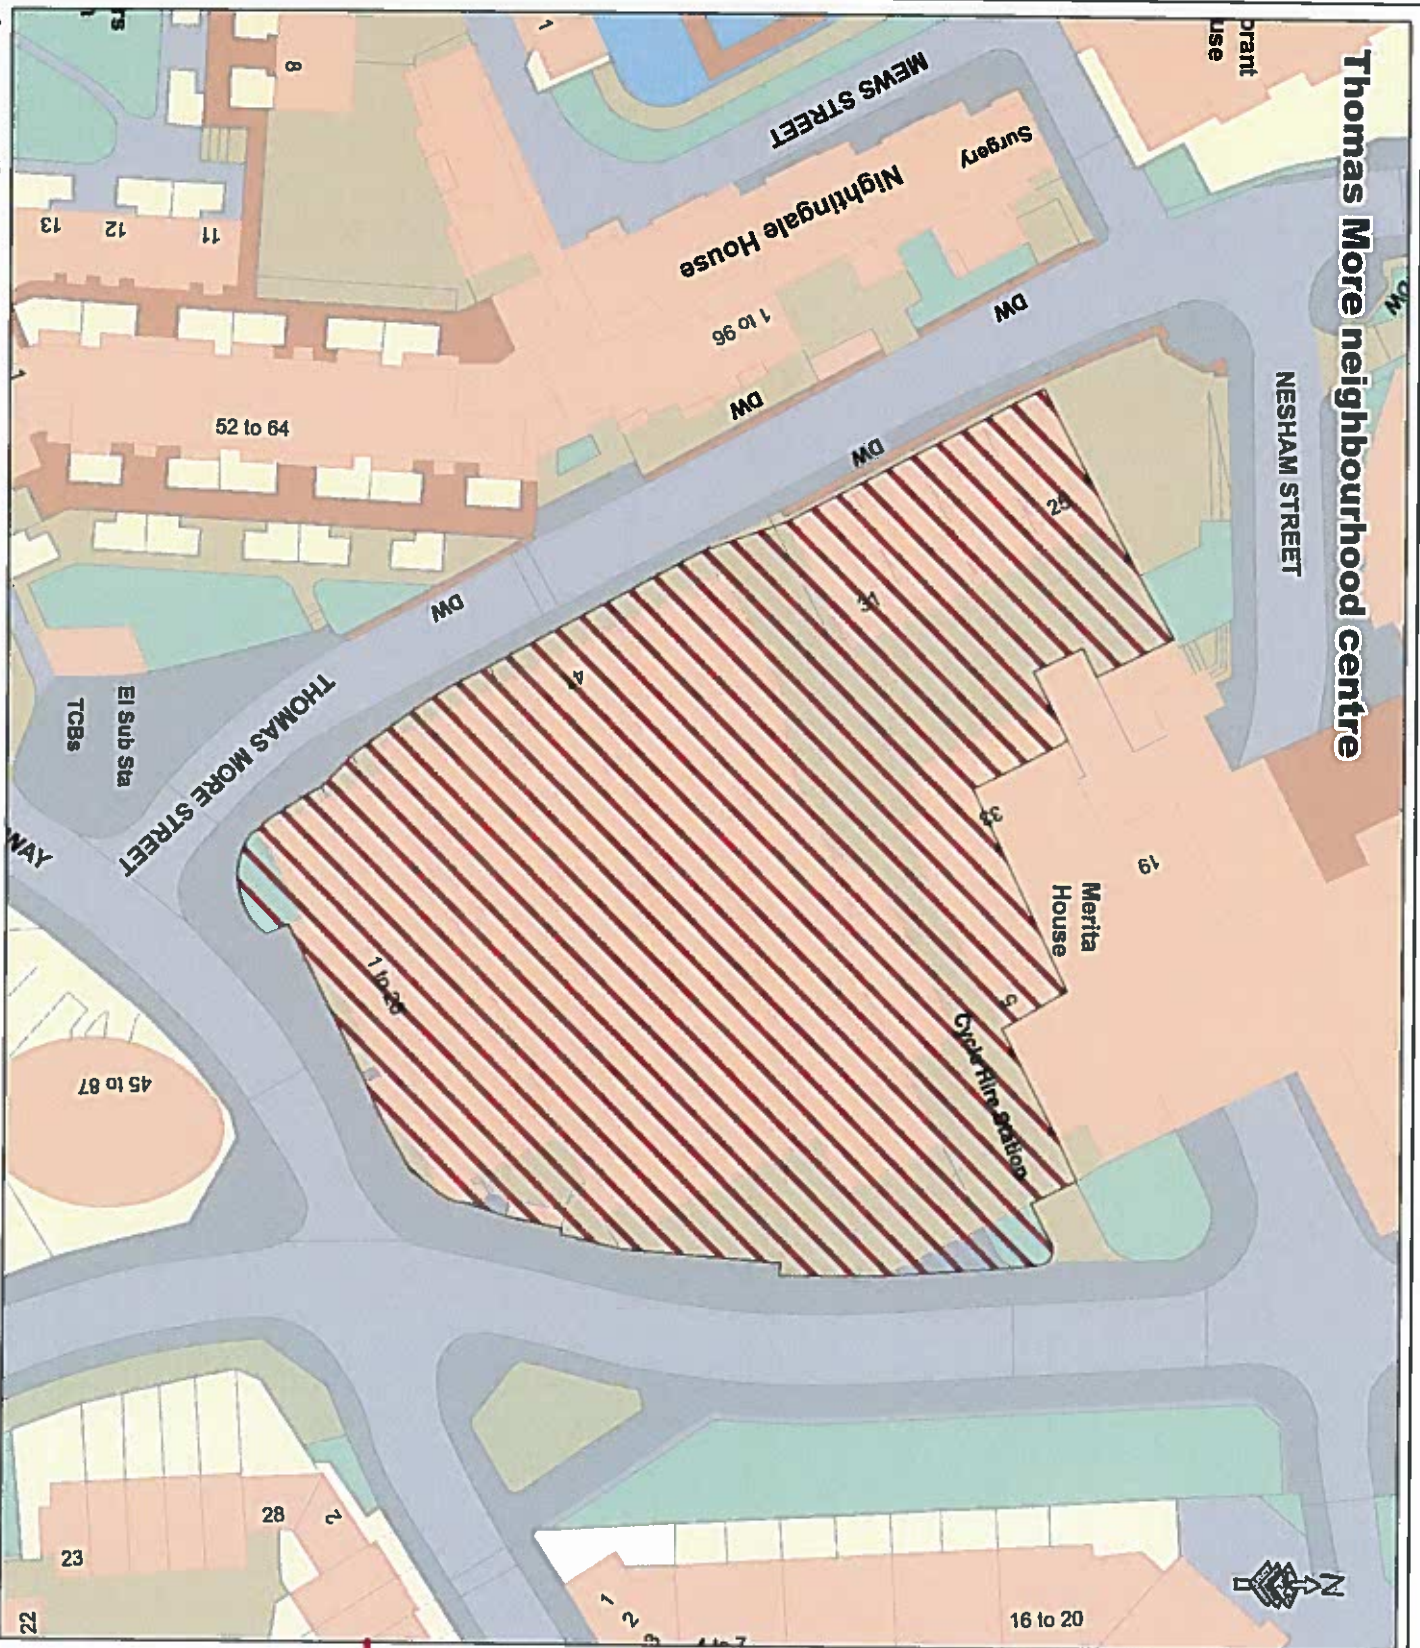 Thomas More neighbourhood centre
8
1
MEWS STREET
Surgery
Nightingale House
1 to 96
13
12
11
52 to 64
DW
DW
DW
DW
NESHAM STREET
25
31
41
33
19
Merita
House
5
Cycle Hire Station
El Sub Sta
TCBs
THOMAS MORE STREET
WAY
1 to 26
45 to 87
28
2
23
22
1
2
16 to 20
N